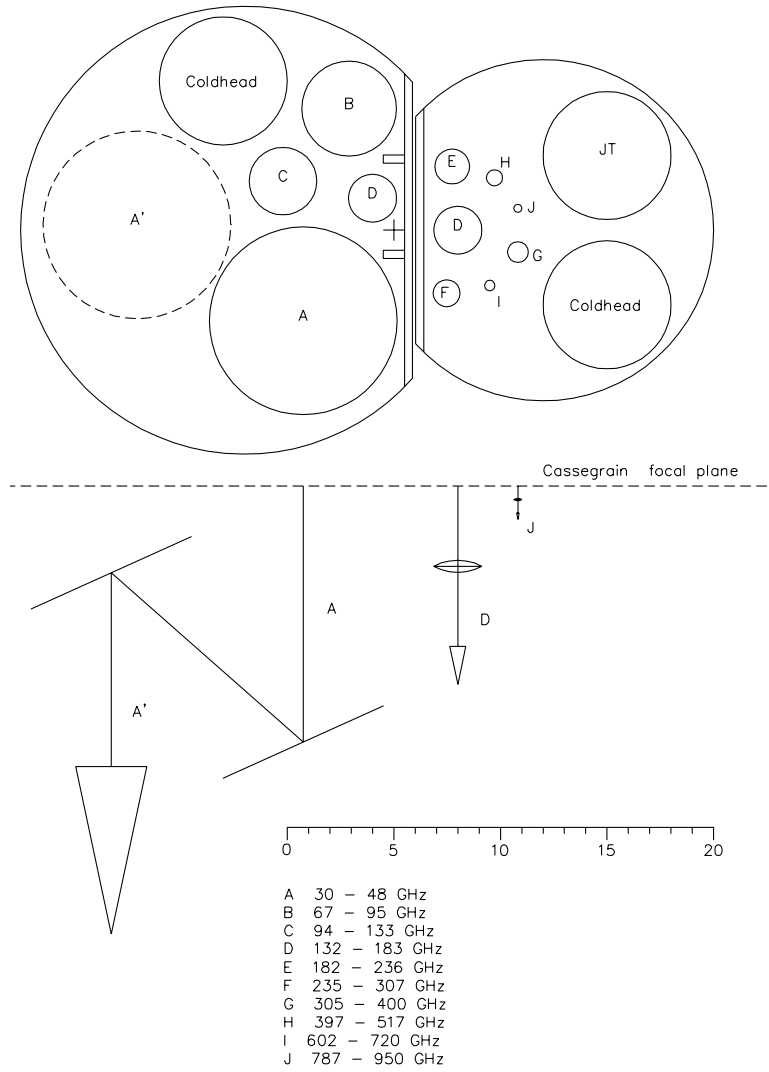 Coldhead
B
JT
E
H
C
D
J
A'
D
G
F
I
Coldhead
A
Cassegrain focal plane
J
A
D
A'
0 5 10 15 20
A 30 – 48 GHz
B 67 – 95 GHz
C 94 – 133 GHz
D 132 – 183 GHz
E 182 – 236 GHz
F 235 – 307 GHz
G 305 – 400 GHz
H 397 – 517 GHz
I 602 – 720 GHz
J 787 – 950 GHz